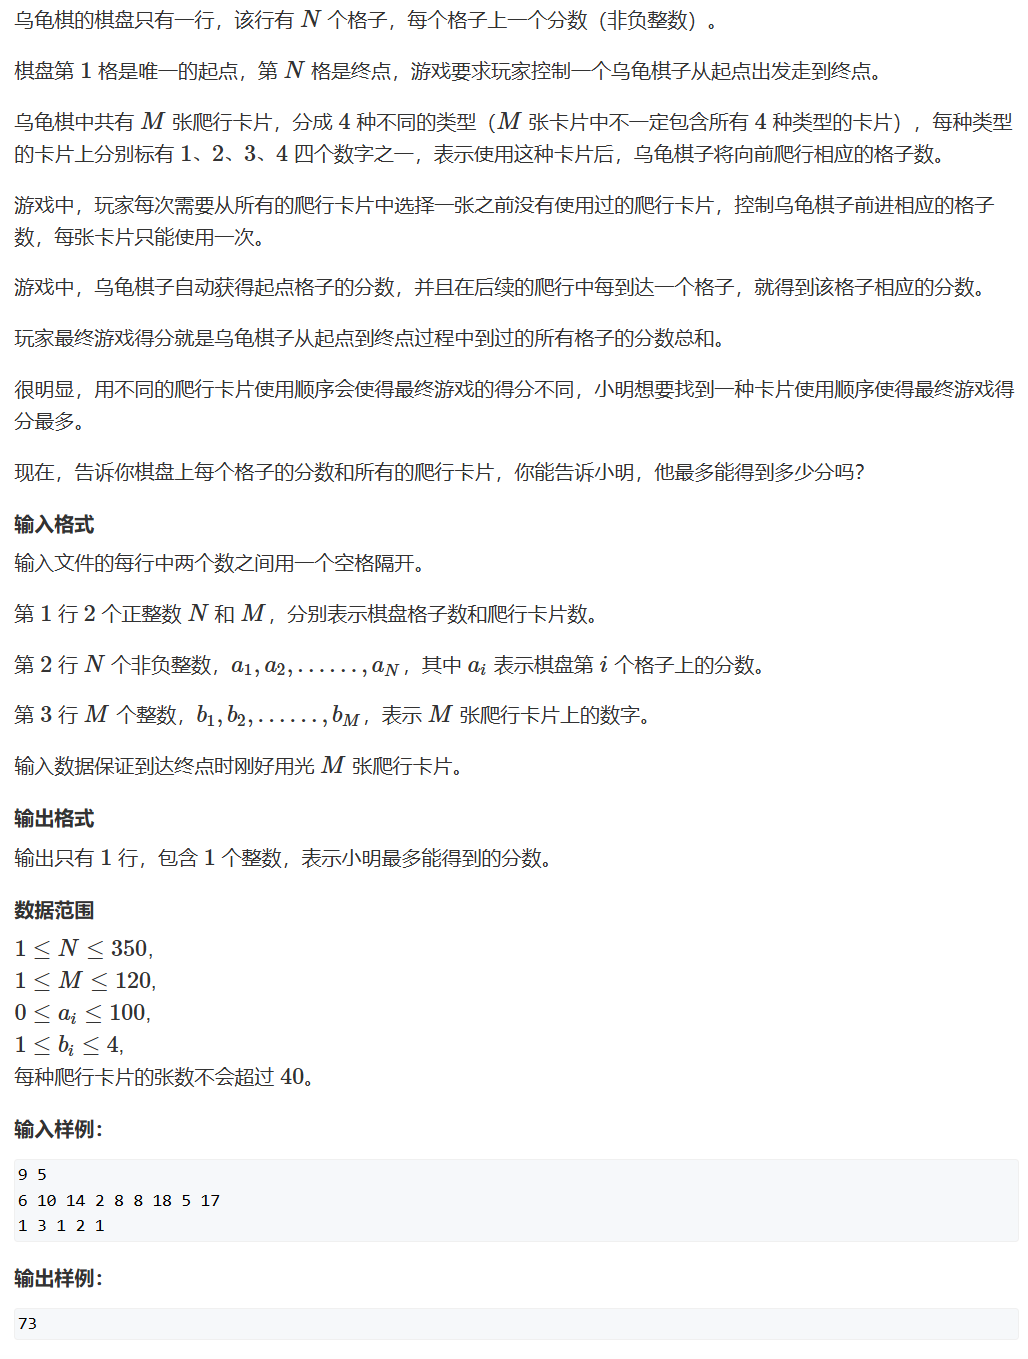 乌龟棋的棋盘只有一行，该行有 N 个格子，每个格子上一个分数（非负整数）。
棋盘第 1 格是唯一的起点，第 N 格是终点，游戏要求玩家控制一个乌龟棋子从起点出发走到终点。
乌龟棋中共有 M 张爬行卡片，分成 4 种不同的类型（M 张卡片中不一定包含所有 4 种类型的卡片），每种类型
的卡片上分别标有 1、2、3、4 四个数字之一，表示使用这种卡片后，乌龟棋子将向前爬行相应的格子数。
游戏中，玩家每次需要从所有的爬行卡片中选择一张之前没有使用过的爬行卡片，控制乌龟棋子前进相应的格子
数，每张卡片只能使用一次。
游戏中，乌龟棋子自动获得起点格子的分数，并且在后续的爬行中每到达一个格子，就得到该格子相应的分数。
玩家最终游戏得分就是乌龟棋子从起点到终点过程中到过的所有格子的分数总和。
很明显，用不同的爬行卡片使用顺序会使得最终游戏的得分不同，小明想要找到一种卡片使用顺序使得最终游戏得
分最多。
现在，告诉你棋盘上每个格子的分数和所有的爬行卡片，你能告诉小明，他最多能得到多少分吗？
输入格式
输入文件的每行中两个数之间用一个空格隔开。
第 1 行 2 个正整数 N 和 M，分别表示棋盘格子数和爬行卡片数。
第 2 行 N 个非负整数，a₁, a₂, . . . . . . , a_N，其中 a_i 表示棋盘第 i 个格子上的分数。
第 3 行 M 个整数，b₁, b₂, . . . . . . , b_M，表示 M 张爬行卡片上的数字。
输入数据保证到达终点时刚好用光 M 张爬行卡片。
输出格式
输出只有 1 行，包含 1 个整数，表示小明最多能得到的分数。
数据范围
1 ≤ N ≤ 350,
1 ≤ M ≤ 120,
0 ≤ a_i ≤ 100,
1 ≤ b_i ≤ 4,
每种爬行卡片的张数不会超过 40。
输入样例：
9 5
6 10 14 2 8 8 18 5 17
1 3 1 2 1
输出样例：
73